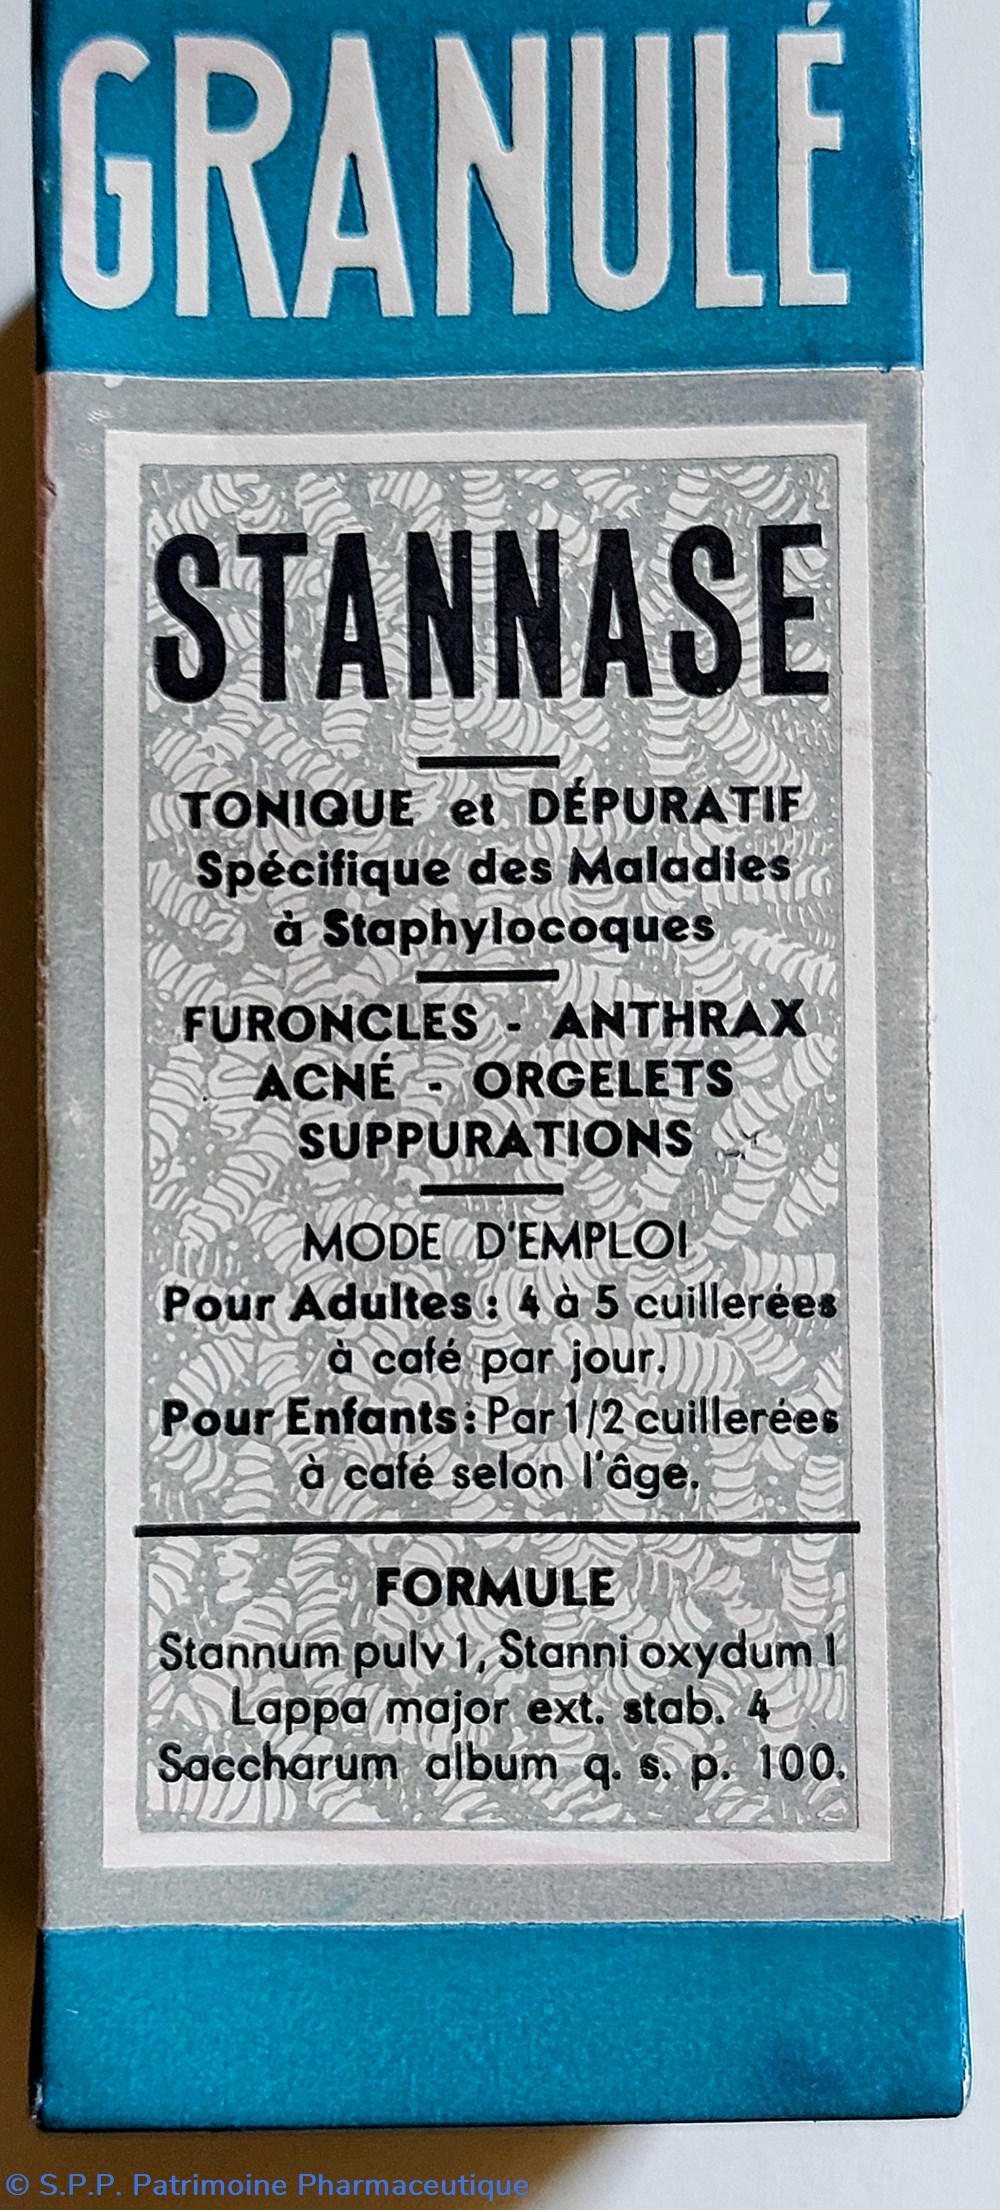 GRANULÉ
STANNASE
TONIQUE et DÉPURATIF
Spécifique des Maladies
à Staphylocoques
FURONCLES - ANTHRAX
ACNÉ - ORGELETS
SUPPURATIONS
MODE D'EMPLOI
Pour Adultes : 4 à 5 cuillerées
à café par jour.
Pour Enfants : Par 1/2 cuillerées
à café selon l'âge.
FORMULE
Stannum pulv 1, Stanni oxydum 1
Lappa major ext. stab. 4
Saccharum album q. s. p. 100.
© S.P.P. Patrimoine Pharmaceutique